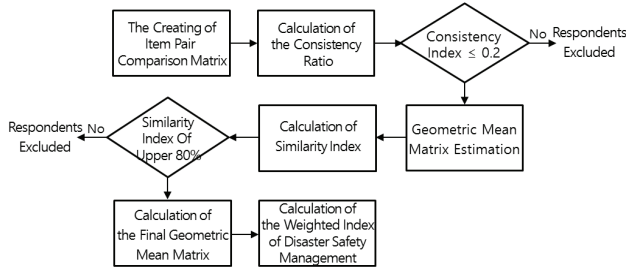 The Creating of
Item Pair
Comparison Matrix
Calculation of
the Consistency
Ratio
Consistency
Index ≤ 0.2
No
Respondents
Excluded
Respondents
Excluded
No
Similarity
Index Of
Upper 80%
Calculation of
Similarity Index
Geometric Mean
Matrix Estimation
Calculation of
the Final Geometric
Mean Matrix
Calculation of
the Weighted Index
of Disaster Safety
Management